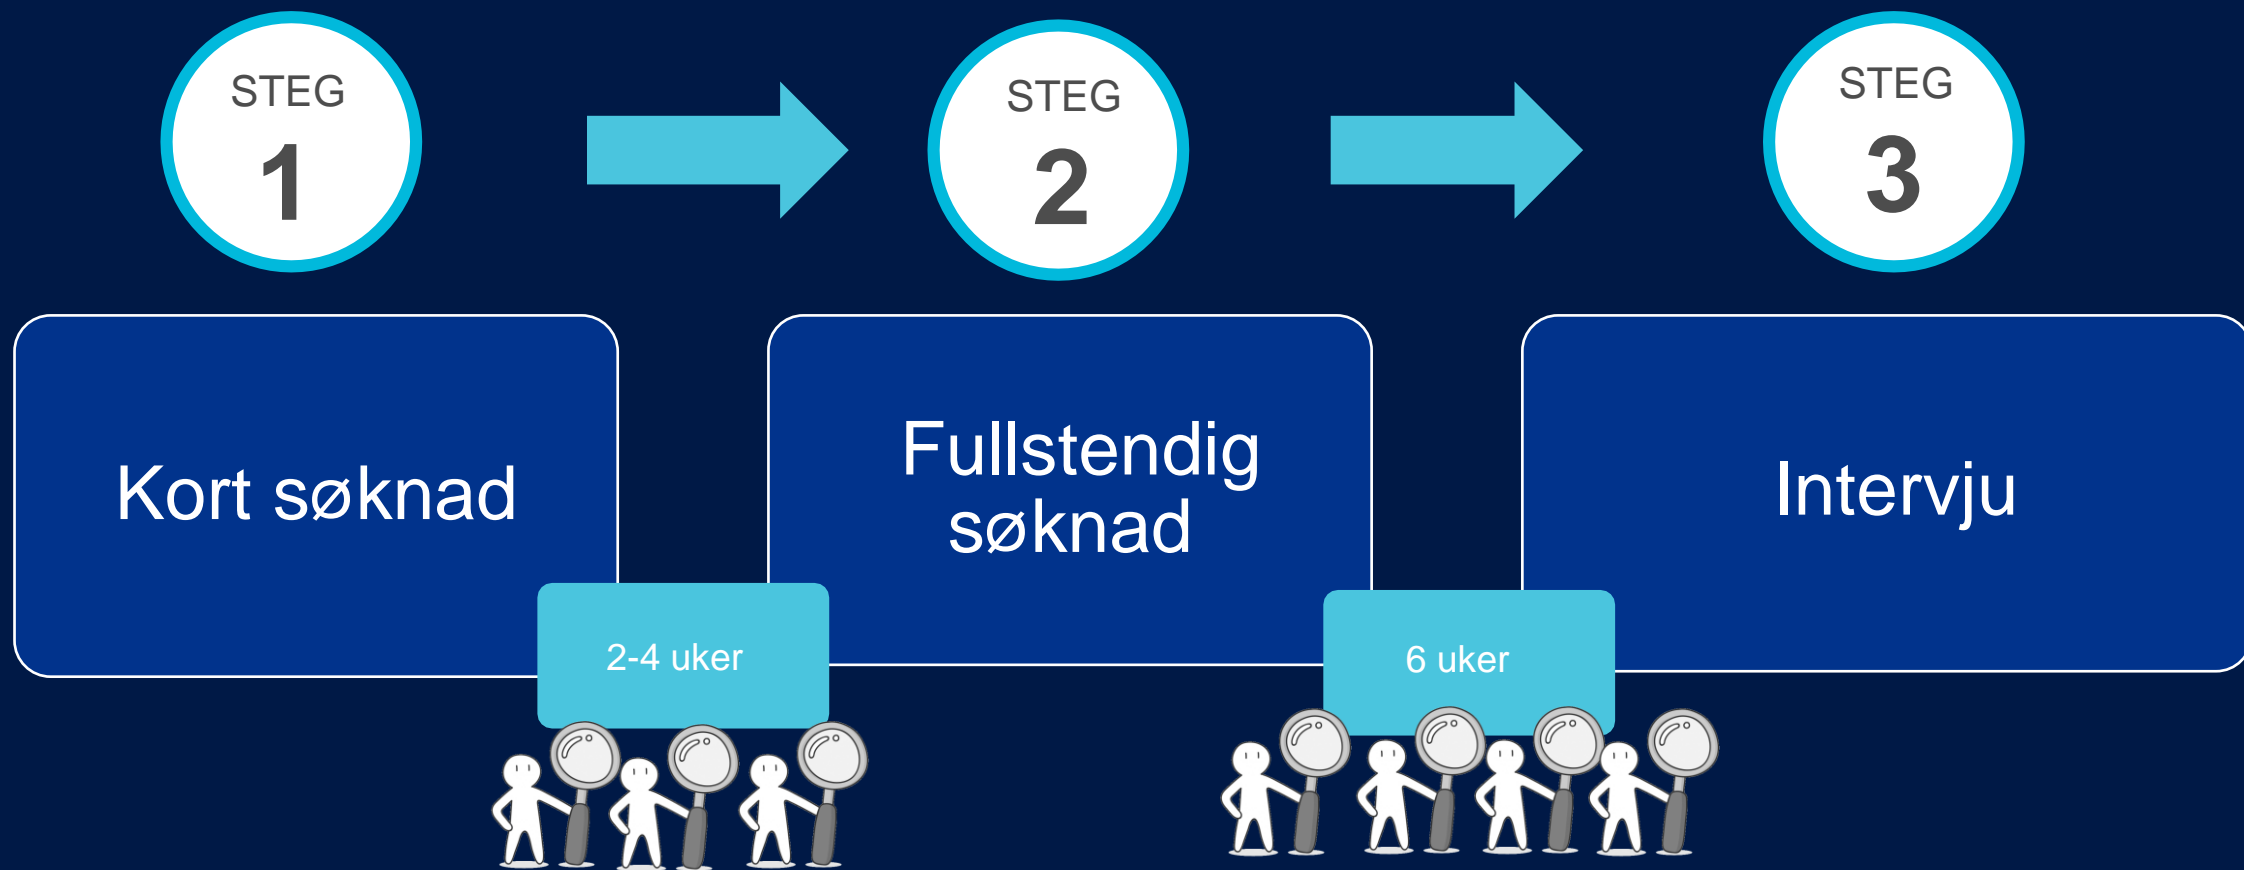 STEG
1
STEG
2
STEG
3
Kort søknad
Fullstendig
søknad
Intervju
2-4 uker
6 uker